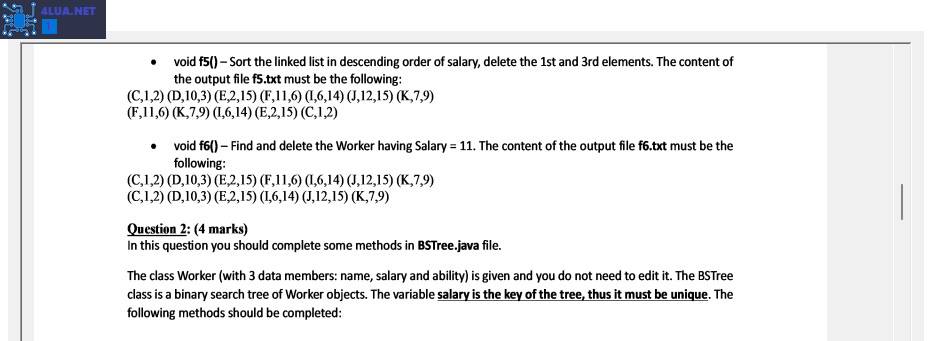 4LUA.NET
1
• void f5() – Sort the linked list in descending order of salary, delete the 1st and 3rd elements. The content of
the output file f5.txt must be the following:
(C,1,2) (D,10,3) (E,2,15) (F,11,6) (I,6,14) (J,12,15) (K,7,9)
(F,11,6) (K,7,9) (I,6,14) (E,2,15) (C,1,2)
• void f6() – Find and delete the Worker having Salary = 11. The content of the output file f6.txt must be the
following:
(C,1,2) (D,10,3) (E,2,15) (F,11,6) (I,6,14) (J,12,15) (K,7,9)
(C,1,2) (D,10,3) (E,2,15) (I,6,14) (J,12,15) (K,7,9)
Question 2: (4 marks)
In this question you should complete some methods in BSTree.java file.
The class Worker (with 3 data members: name, salary and ability) is given and you do not need to edit it. The BSTree
class is a binary search tree of Worker objects. The variable salary is the key of the tree, thus it must be unique. The
following methods should be completed: